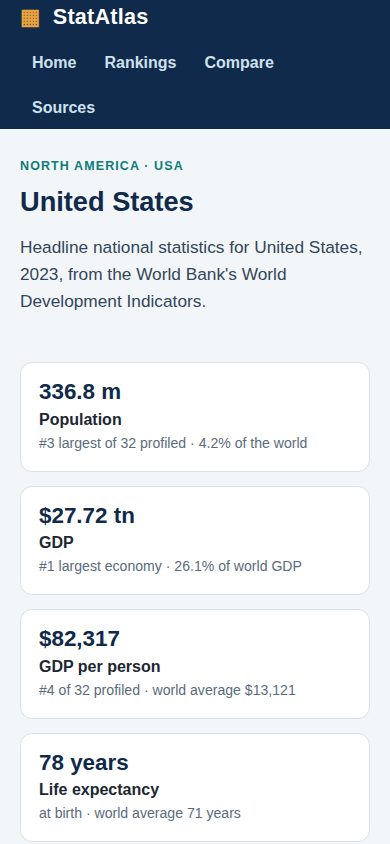 StatAtlas
Home Rankings Compare
Sources
NORTH AMERICA · USA
United States
Headline national statistics for United States,
2023, from the World Bank's World
Development Indicators.
336.8 m
Population
#3 largest of 32 profiled · 4.2% of the world
$27.72 tn
GDP
#1 largest economy · 26.1% of world GDP
$82,317
GDP per person
#4 of 32 profiled · world average $13,121
78 years
Life expectancy
at birth · world average 71 years